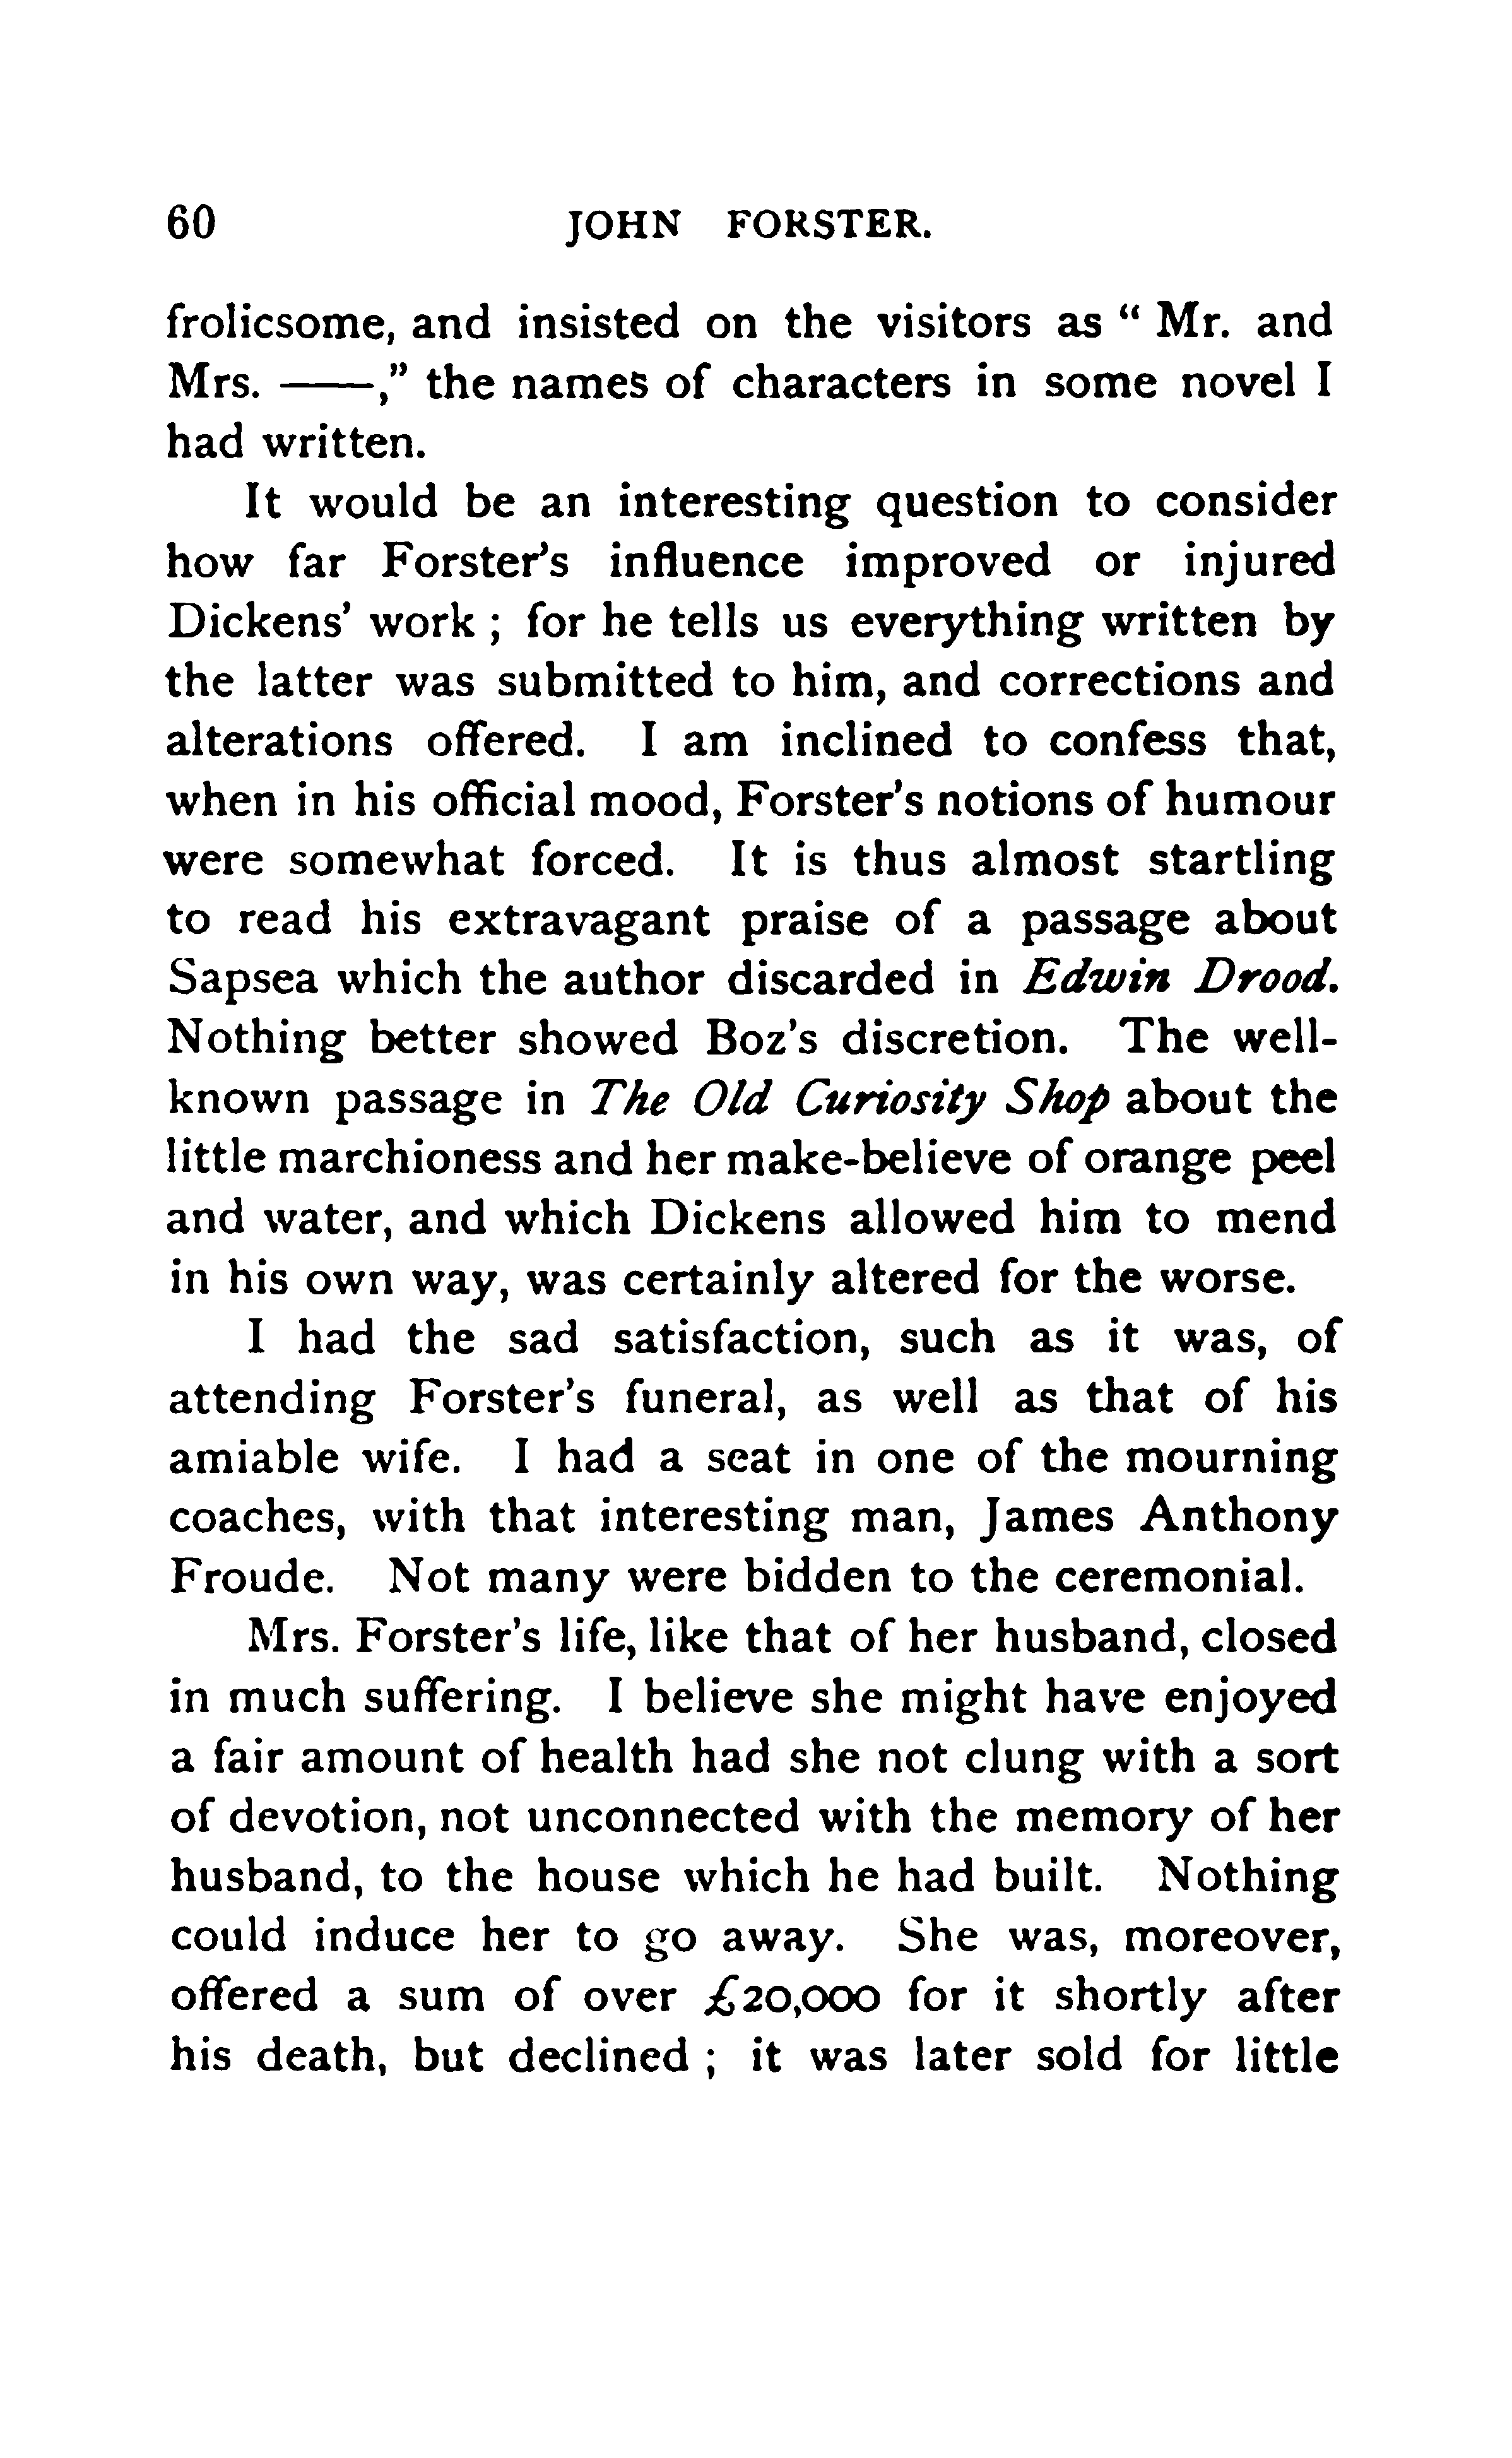 60 JOHN FORSTER.
frolicsome, and insisted on the visitors as “ Mr. and
Mrs. ——,” the names of characters in some novel I
had written.
It would be an interesting question to consider
how far Forster’s influence improved or injured
Dickens’ work ; for he tells us everything written by
the latter was submitted to him, and corrections and
alterations offered. I am inclined to confess that,
when in his official mood, Forster’s notions of humour
were somewhat forced. It is thus almost startling
to read his extravagant praise of a passage about
Sapsea which the author discarded in Edwin Drood.
Nothing better showed Boz’s discretion. The well-
known passage in The Old Curiosity Shop about the
little marchioness and her make-believe of orange peel
and water, and which Dickens allowed him to mend
in his own way, was certainly altered for the worse.
I had the sad satisfaction, such as it was, of
attending Forster’s funeral, as well as that of his
amiable wife. I had a seat in one of the mourning
coaches, with that interesting man, James Anthony
Froude. Not many were bidden to the ceremonial.
Mrs. Forster’s life, like that of her husband, closed
in much suffering. I believe she might have enjoyed
a fair amount of health had she not clung with a sort
of devotion, not unconnected with the memory of her
husband, to the house which he had built. Nothing
could induce her to go away. She was, moreover,
offered a sum of over £20,000 for it shortly after
his death, but declined ; it was later sold for little